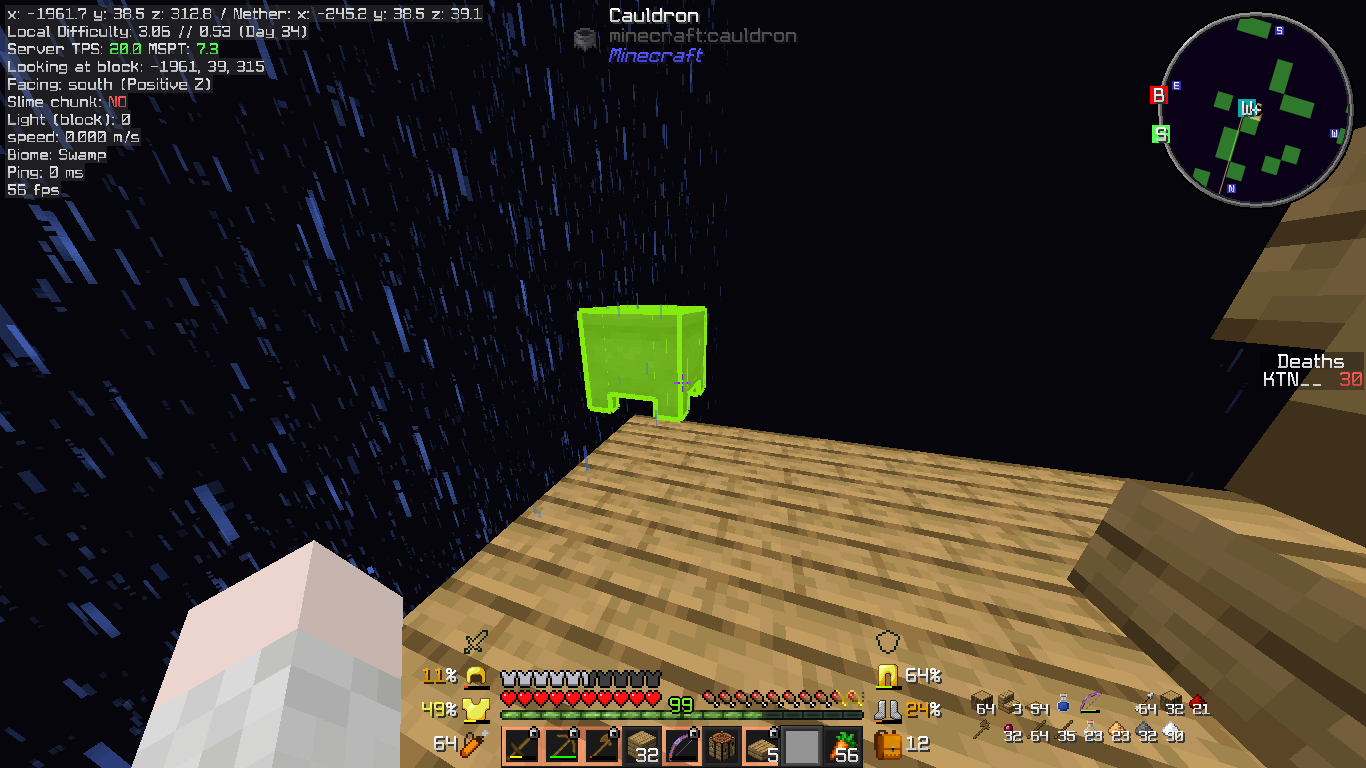 x: -1961.7 y: 38.5 z: 312.8 / Nether: x: -245.2 y: 38.5 z: 39.1
Local Difficulty: 3.06 // 0.53 (Day 34)
Server TPS: 20.0 MSPT: 7.3
Looking at block: -1961, 39, 315
Facing: south (Positive Z)
Slime chunk: NO
Light (block): 0
speed: 0.000 m/s
Biome: Swamp
Ping: 0 ms
56 fps
Cauldron
minecraft:cauldron
Minecraft
S
E
B
W
S
W
N
Deaths
KTN__ 30
11%
49%
64
99
64%
24%
12
32
5
56
64 3 54 64 32 21
32 64 35 23 23 32 30